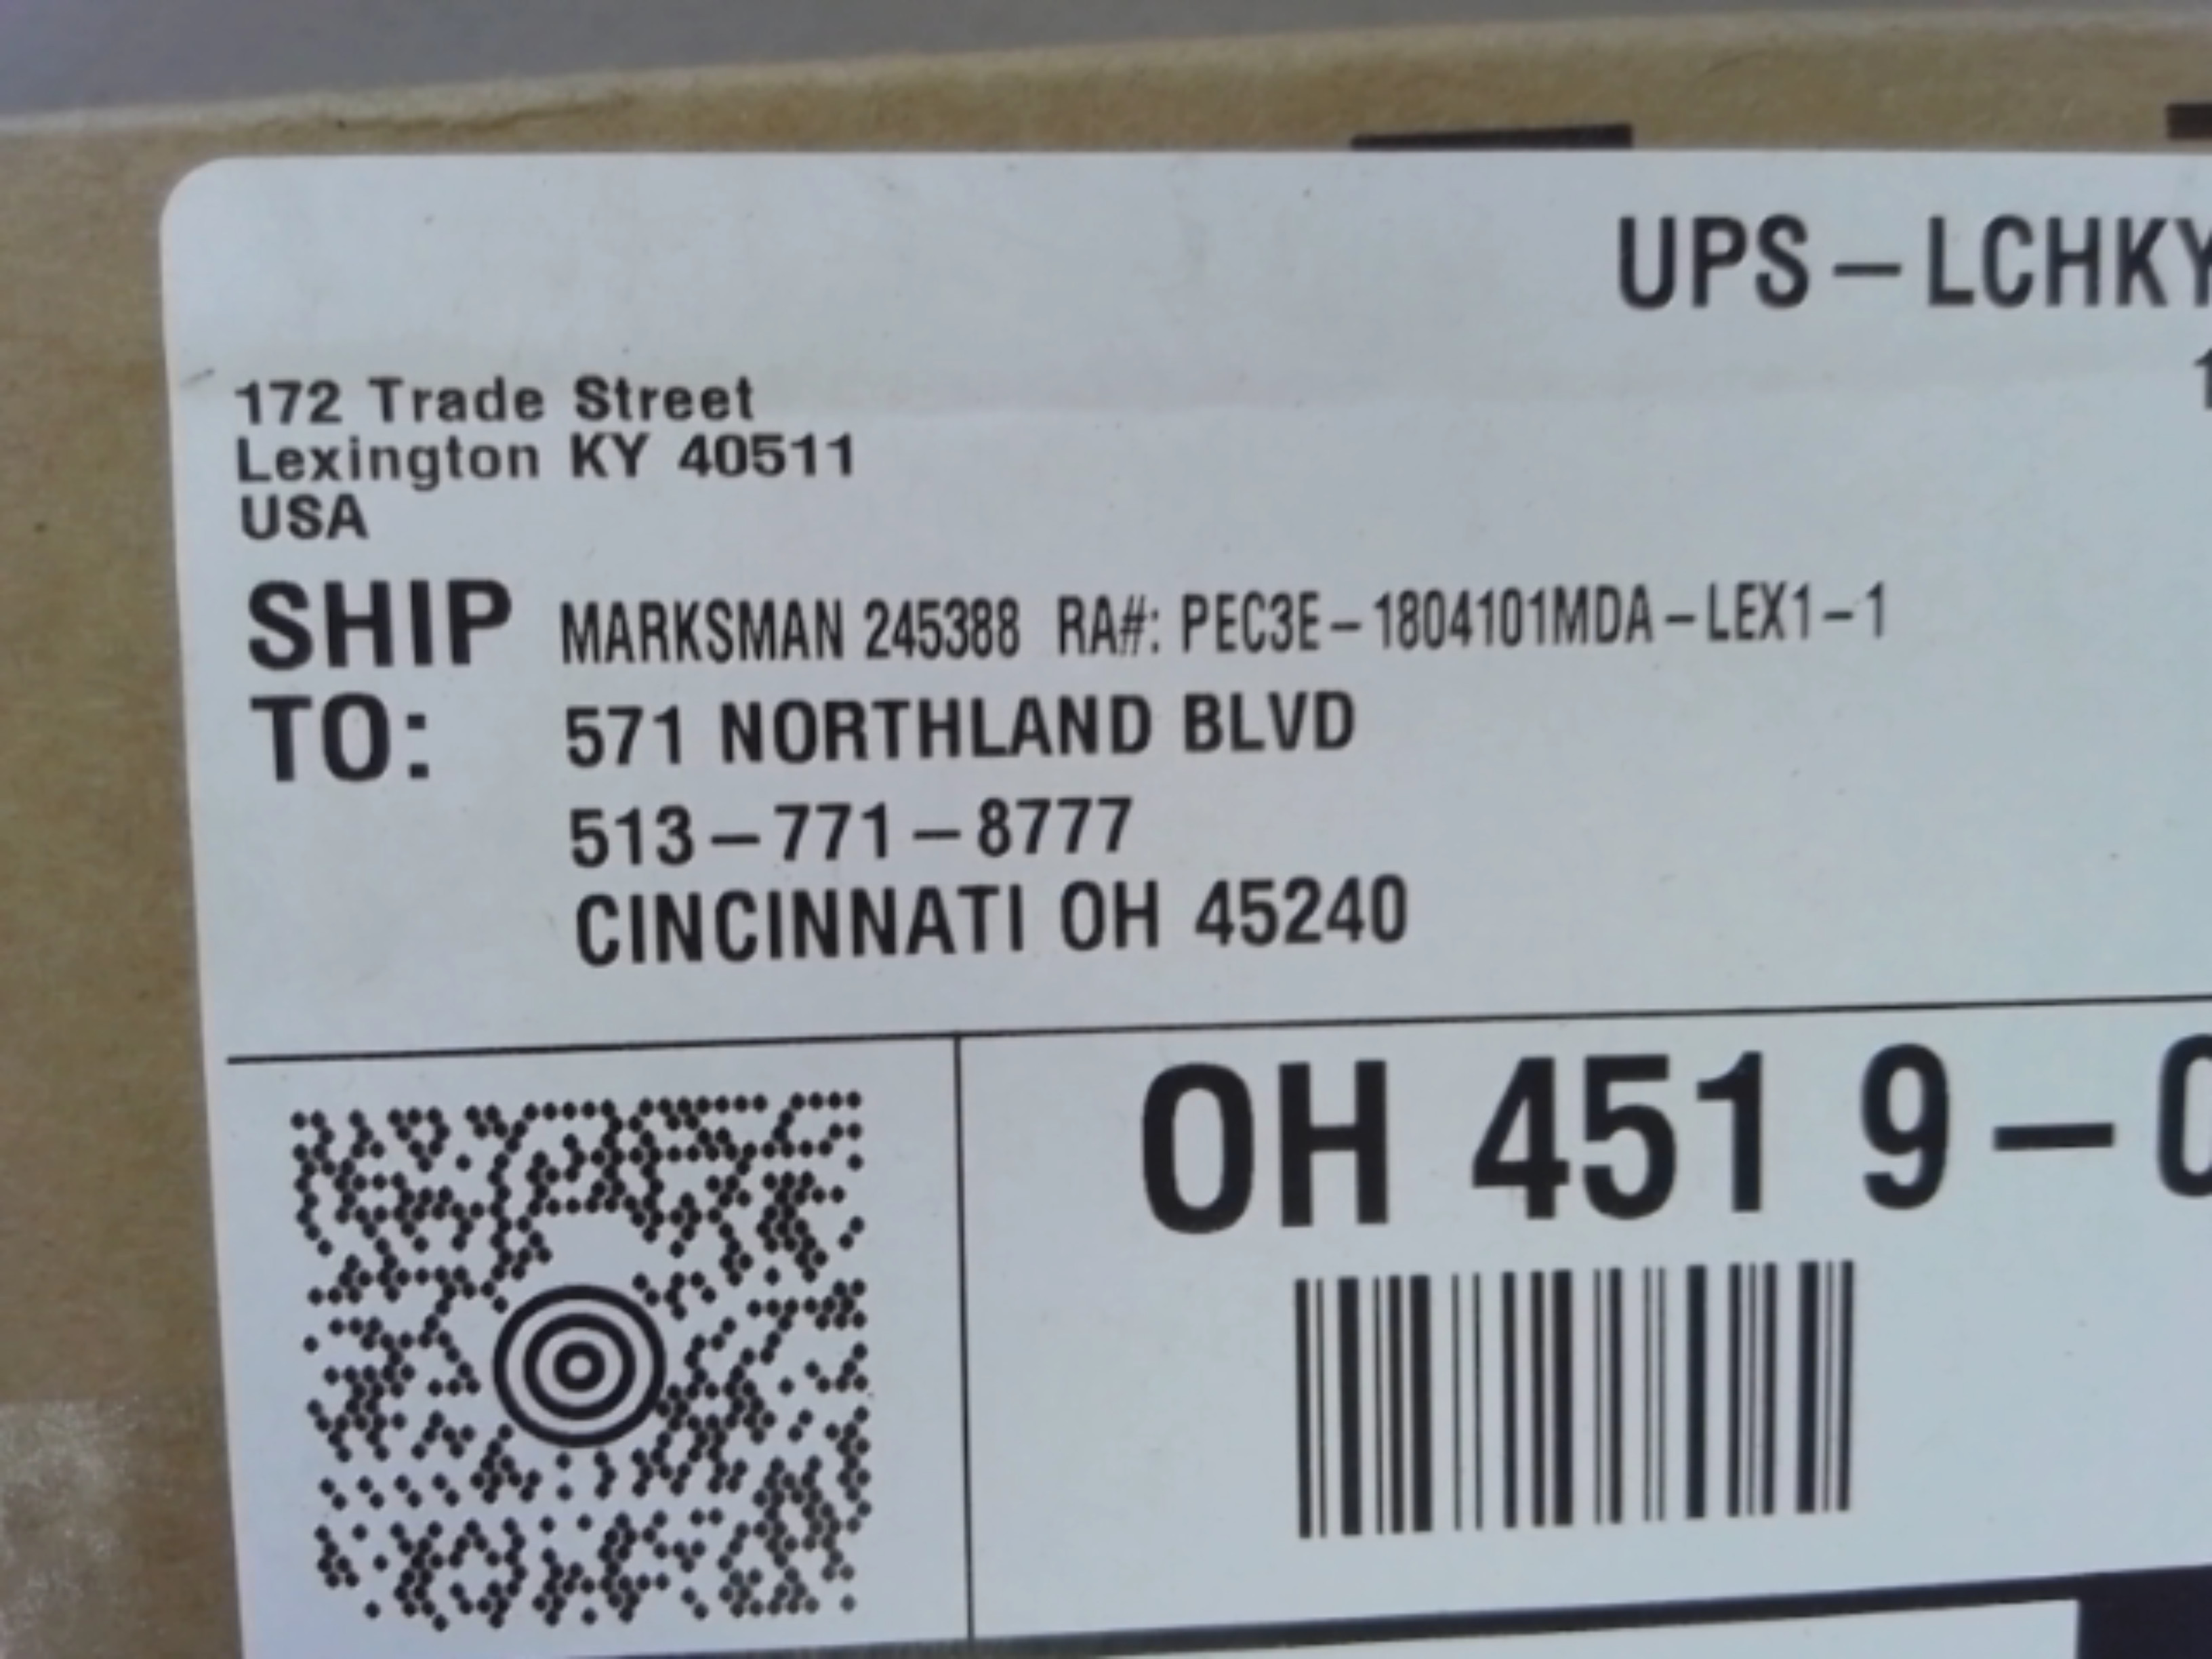 UPS - LCHKY
172 Trade Street
Lexington KY 40511
USA
SHIP TO:
MARKSMAN 245388 RA#: PEC3E-1804101MDA-LEX1-1
571 NORTHLAND BLVD
513-771-8777
CINCINNATI OH 45240
OH 451 9-